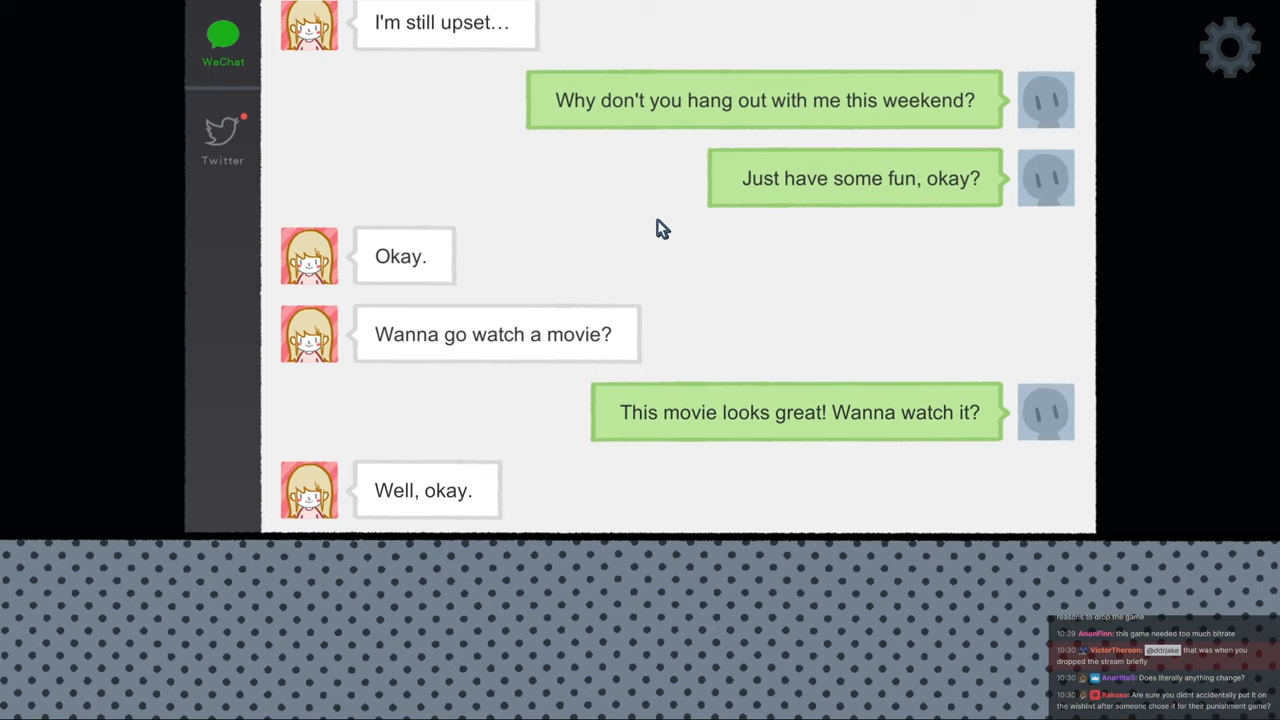 I'm still upset…
WeChat
Why don't you hang out with me this weekend?
Twitter
Just have some fun, okay?
Okay.
Wanna go watch a movie?
This movie looks great! Wanna watch it?
Well, okay.
reasons to drop the game
10:29 AnonFinn: this game needed too much bitrate
10:30 VictorThereon: @ddrjake that was when you
dropped the stream briefly
10:30 AnoHito5: Does literally anything change?
10:30 Rakuso: Are sure you didnt accidentally put it on
the wishlist after someone chose it for their punishment game?